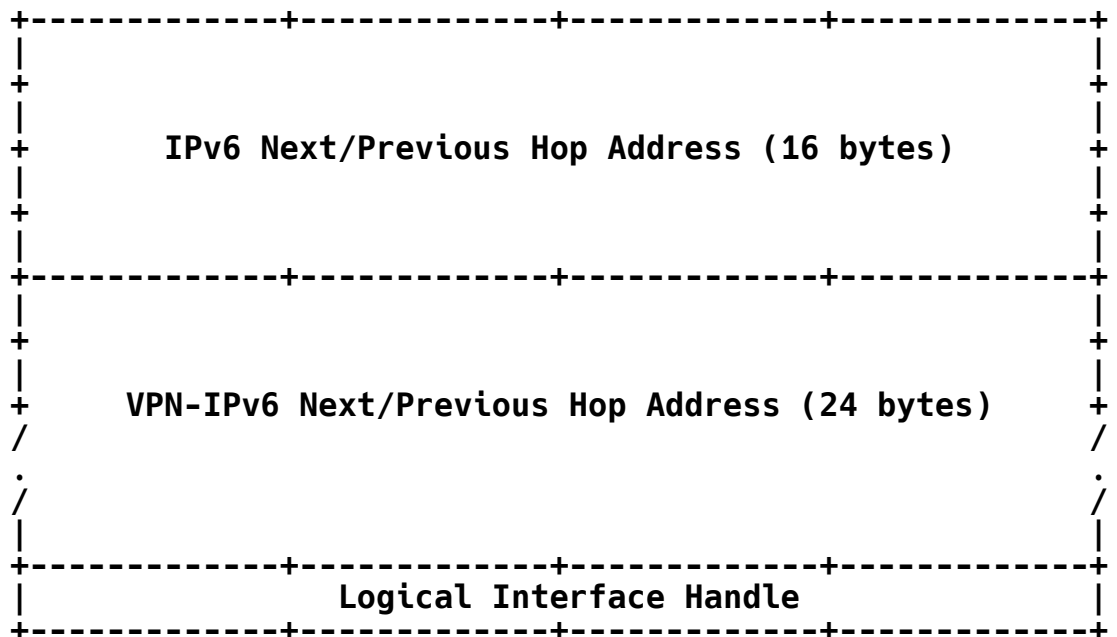 IPv6 Next/Previous Hop Address (16 bytes)
VPN-IPv6 Next/Previous Hop Address (24 bytes)
Logical Interface Handle